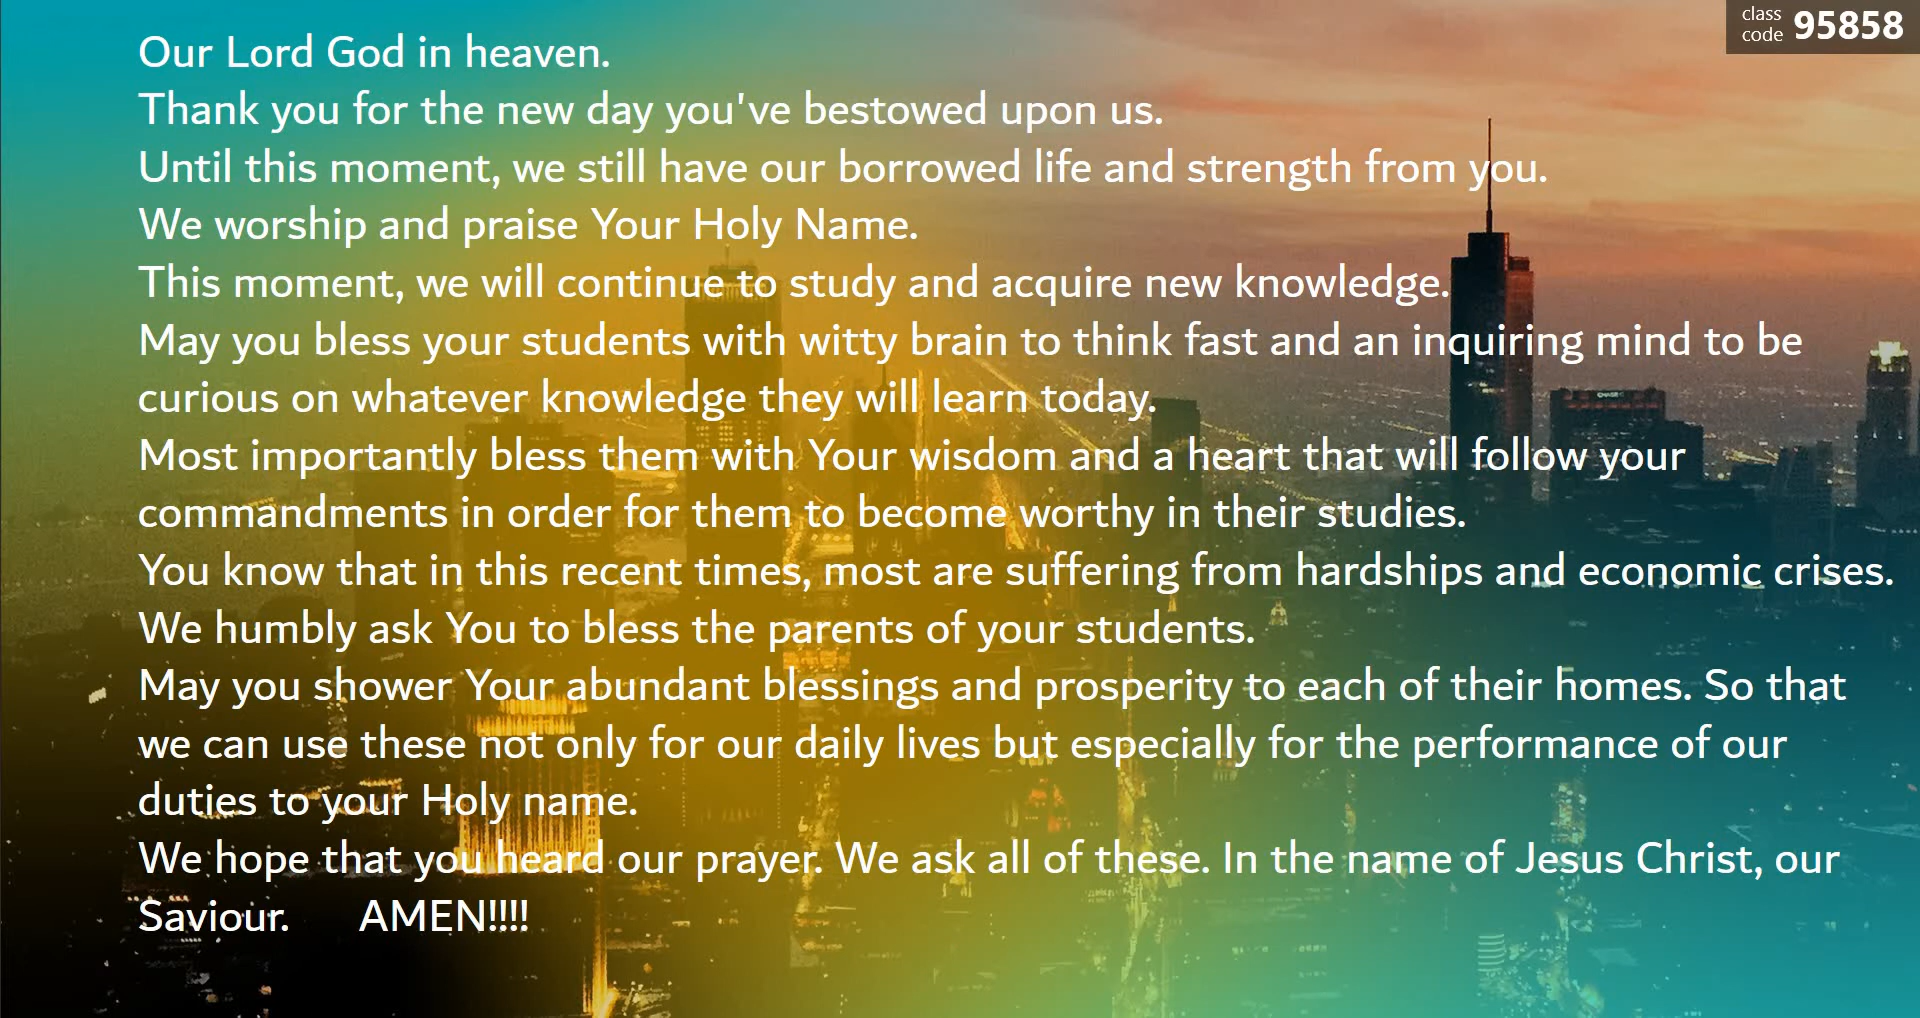 class
code 95858
Our Lord God in heaven.
Thank you for the new day you've bestowed upon us.
Until this moment, we still have our borrowed life and strength from you.
We worship and praise Your Holy Name.
This moment, we will continue to study and acquire new knowledge.
May you bless your students with witty brain to think fast and an inquiring mind to be
curious on whatever knowledge they will learn today.
Most importantly bless them with Your wisdom and a heart that will follow your
commandments in order for them to become worthy in their studies.
You know that in this recent times, most are suffering from hardships and economic crises.
We humbly ask You to bless the parents of your students.
May you shower Your abundant blessings and prosperity to each of their homes. So that
we can use these not only for our daily lives but especially for the performance of our
duties to your Holy name.
We hope that you heard our prayer. We ask all of these. In the name of Jesus Christ, our
Saviour. AMEN!!!!